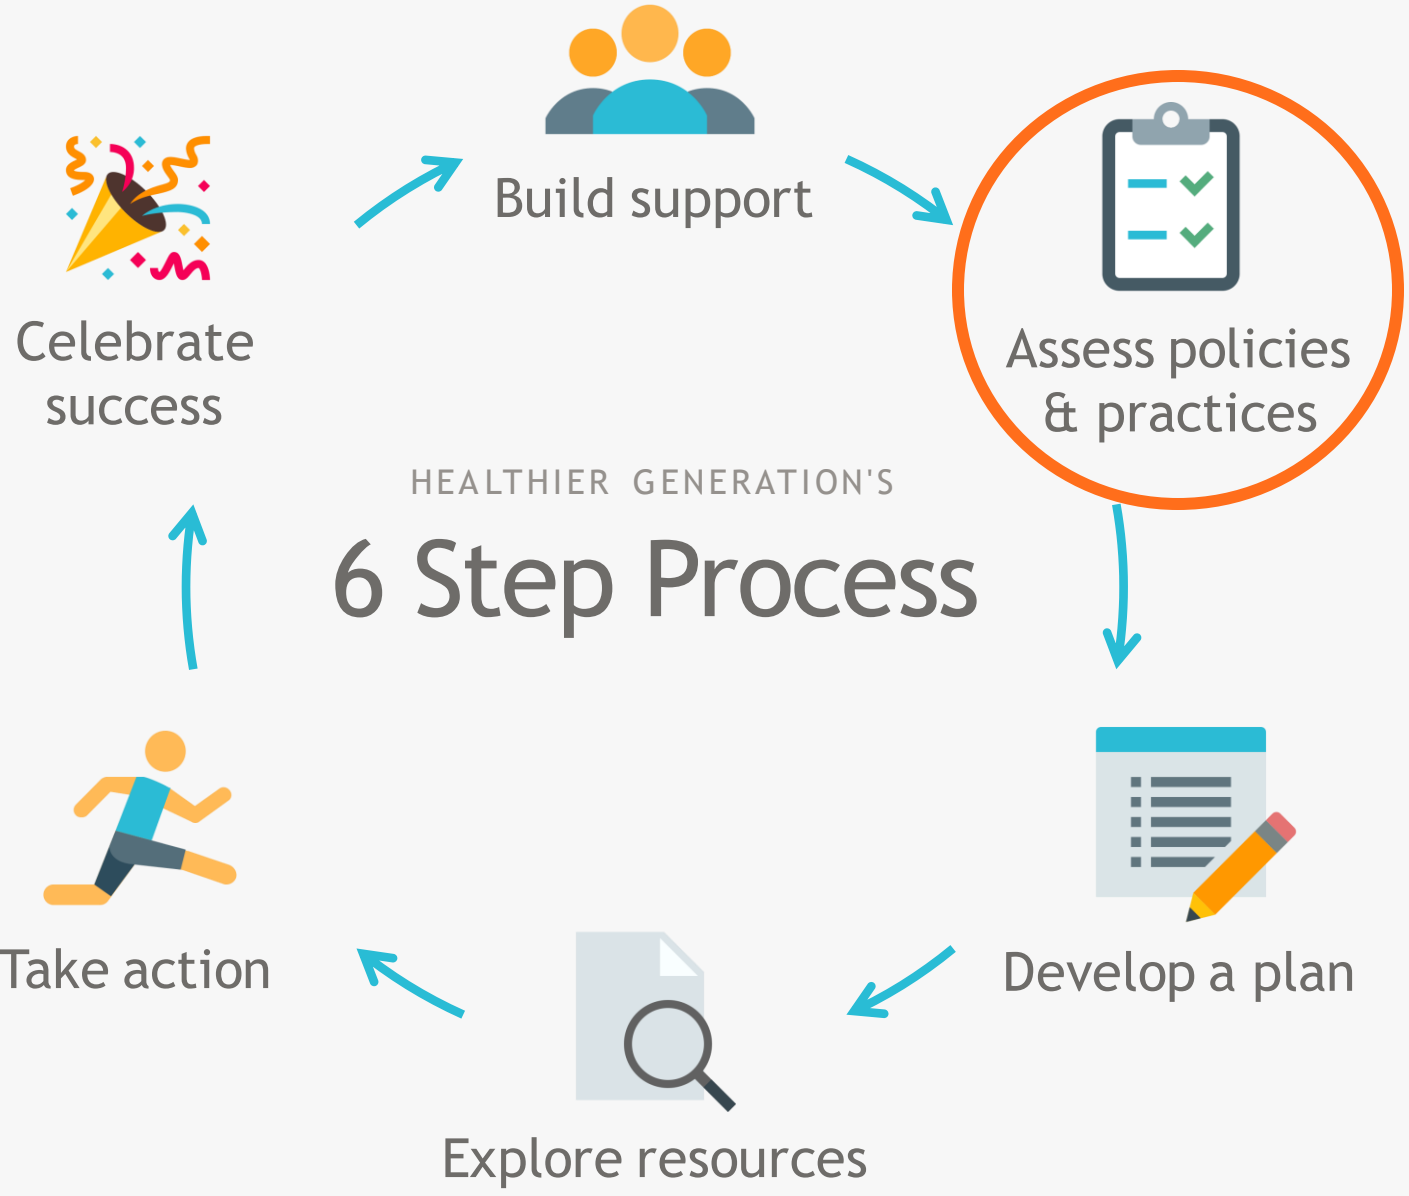 Build support
Assess policies
& practices
Celebrate
success
HEALTHIER GENERATION'S
6 Step Process
Develop a plan
Take action
Explore resources